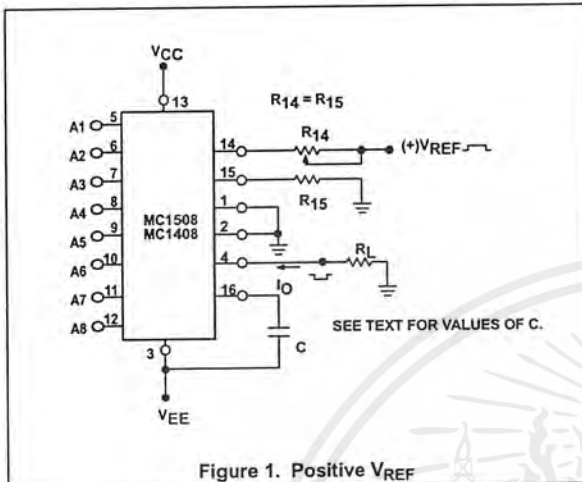 VCC
13
R14 = R15
A1 5
14 R14 (+)VREF
A2 6
A3 7
15 R15
A4 8
1
MC1508
MC1408
A5 9
2
A6 10
4 IO RL
A7 11
16
A8 12
C
SEE TEXT FOR VALUES OF C.
3
VEE
Figure 1. Positive VREF